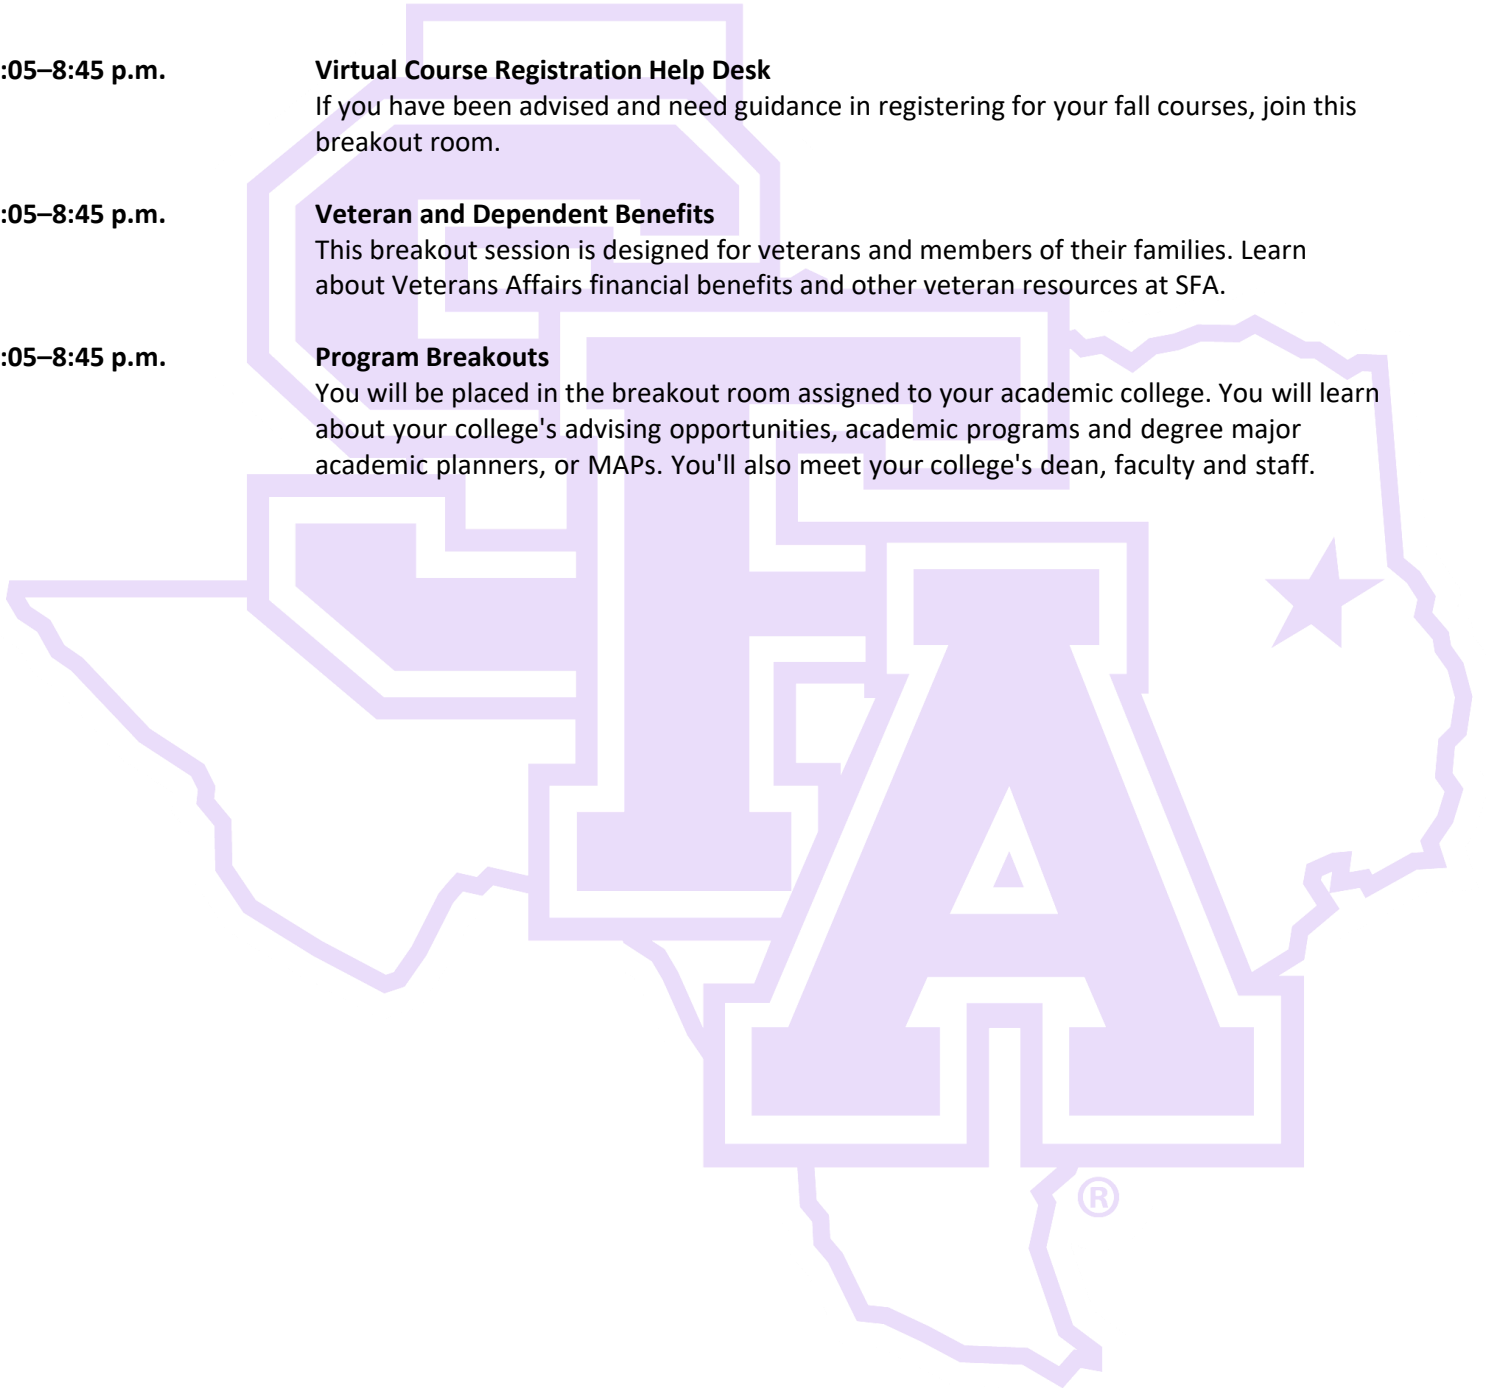 :05–8:45 p.m. Virtual Course Registration Help Desk
If you have been advised and need guidance in registering for your fall courses, join this
breakout room.
:05–8:45 p.m. Veteran and Dependent Benefits
This breakout session is designed for veterans and members of their families. Learn
about Veterans Affairs financial benefits and other veteran resources at SFA.
:05–8:45 p.m. Program Breakouts
You will be placed in the breakout room assigned to your academic college. You will learn
about your college's advising opportunities, academic programs and degree major
academic planners, or MAPs. You'll also meet your college's dean, faculty and staff.
SFA
®